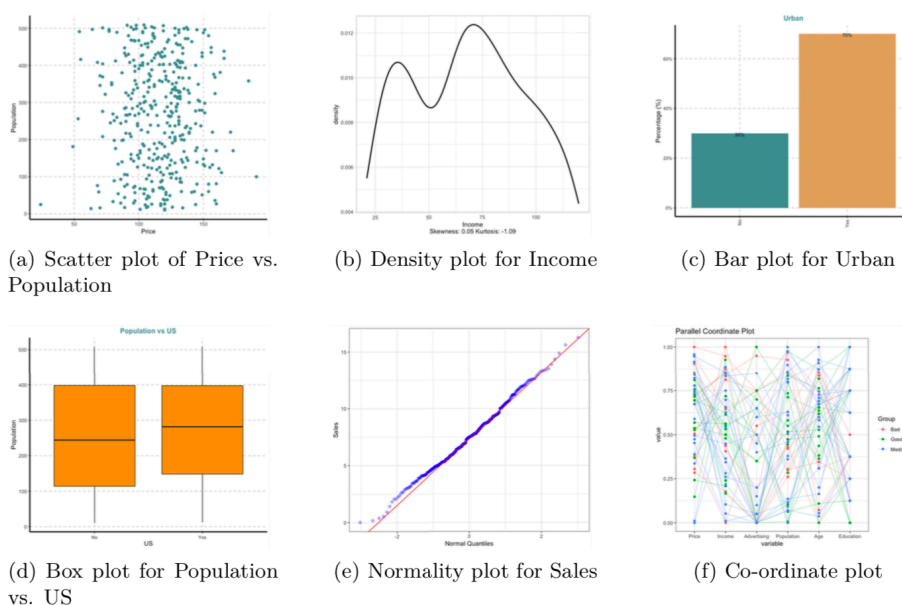 500
400
300
200
100
0
Population
50
100
150
Price
(a) Scatter plot of Price vs.
Population
0.012
0.010
0.008
0.006
0.004
density
25
50
75
100
Income
Skewness: 0.05 Kurtosis: -1.09
(b) Density plot for Income
Urban
60%
40%
20%
0%
Percentage (%)
30%
70%
No
Yes
(c) Bar plot for Urban
Population vs US
500
400
300
200
100
0
Population
No
Yes
US
(d) Box plot for Population
vs. US
15
10
5
0
Sales
-2
0
2
Normal Quantiles
(e) Normality plot for Sales
Parallel Coordinate Plot
1.00
0.75
0.50
0.25
0.00
value
Price Income Advertising Population Age Education
variable
Group
Bad
Good
Medi
(f) Co-ordinate plot